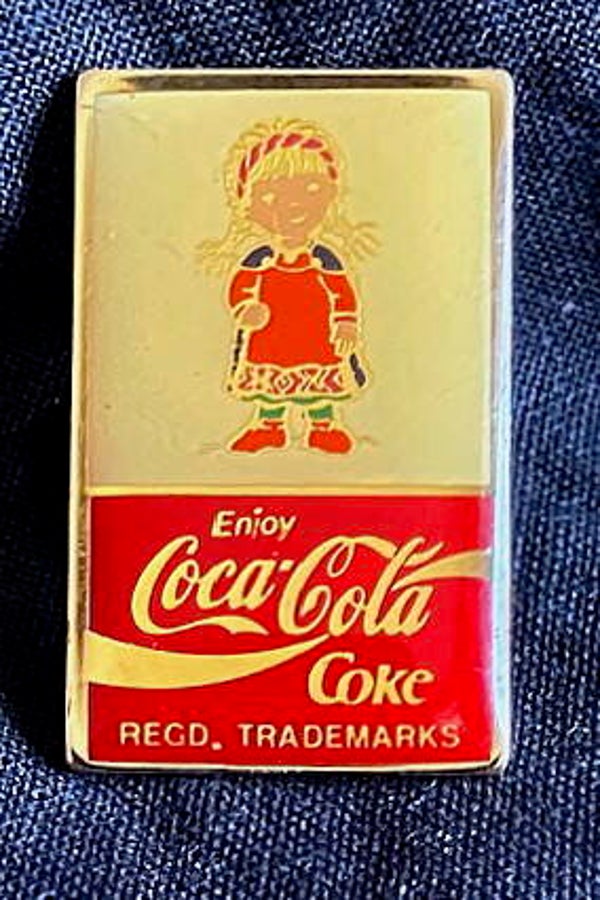 Enjoy
Coca-Cola
Coke
REGD. TRADEMARKS